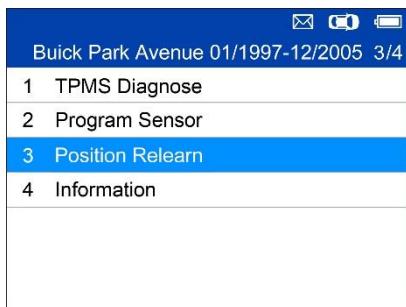 Buick Park Avenue 01/1997-12/2005 3/4
1 TPMS Diagnose
2 Program Sensor
3 Position Relearn
4 Information